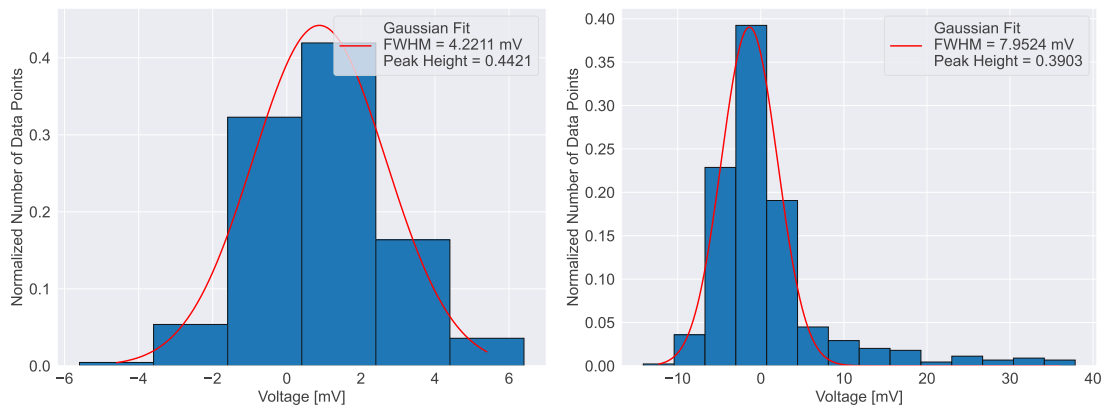 Normalized Number of Data Points
0.4
0.3
0.2
0.1
0.0
−6
−4
−2
0
2
4
6
Voltage [mV]
Gaussian Fit
FWHM = 4.2211 mV
Peak Height = 0.4421
Normalized Number of Data Points
0.40
0.35
0.30
0.25
0.20
0.15
0.10
0.05
0.00
−10
0
10
20
30
40
Voltage [mV]
Gaussian Fit
FWHM = 7.9524 mV
Peak Height = 0.3903